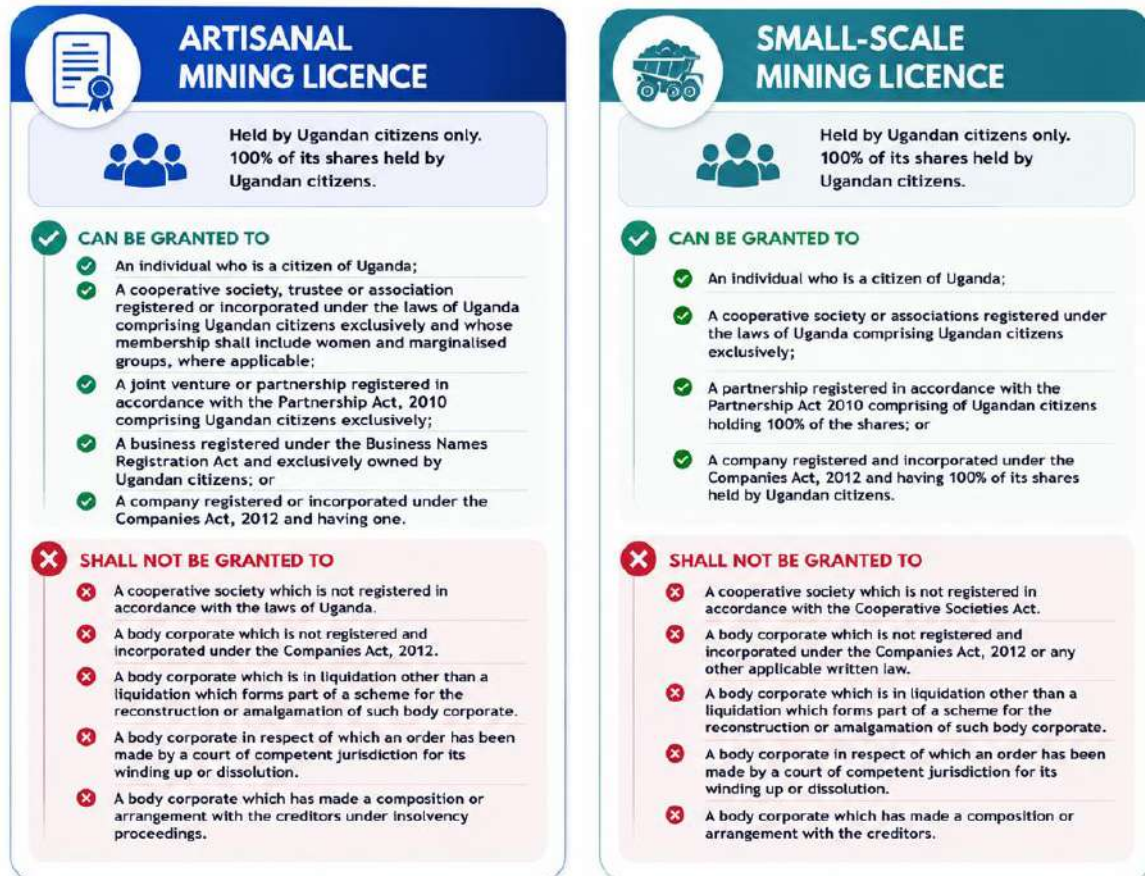 ARTISANAL
MINING LICENCE
Held by Ugandan citizens only.
100% of its shares held by
Ugandan citizens.
CAN BE GRANTED TO
An individual who is a citizen of Uganda;
A cooperative society, trustee or association
registered or incorporated under the laws of Uganda
comprising Ugandan citizens exclusively and whose
membership shall include women and marginalised
groups, where applicable;
A joint venture or partnership registered in
accordance with the Partnership Act, 2010
comprising Ugandan citizens exclusively;
A business registered under the Business Names
Registration Act and exclusively owned by
Ugandan citizens; or
A company registered or incorporated under the
Companies Act, 2012 and having one.
SHALL NOT BE GRANTED TO
A cooperative society which is not registered in
accordance with the laws of Uganda.
A body corporate which is not registered and
incorporated under the Companies Act, 2012.
A body corporate which is in liquidation other than a
liquidation which forms part of a scheme for the
reconstruction or amalgamation of such body corporate.
A body corporate in respect of which an order has been
made by a court of competent jurisdiction for its
winding up or dissolution.
A body corporate which has made a composition or
arrangement with the creditors under insolvency
proceedings.
SMALL-SCALE
MINING LICENCE
Held by Ugandan citizens only.
100% of its shares held by
Ugandan citizens.
CAN BE GRANTED TO
An individual who is a citizen of Uganda;
A cooperative society or associations registered under
the laws of Uganda comprising Ugandan citizens
exclusively;
A partnership registered in accordance with the
Partnership Act 2010 comprising of Ugandan citizens
holding 100% of the shares; or
A company registered and incorporated under the
Companies Act, 2012 and having 100% of its shares
held by Ugandan citizens.
SHALL NOT BE GRANTED TO
A cooperative society which is not registered in
accordance with the Cooperative Societies Act.
A body corporate which is not registered and
incorporated under the Companies Act, 2012 or any
other applicable written law.
A body corporate which is in liquidation other than a
liquidation which forms part of a scheme for the
reconstruction or amalgamation of such body corporate.
A body corporate in respect of which an order has been
made by a court of competent jurisdiction for its
winding up or dissolution.
A body corporate which has made a composition or
arrangement with the creditors.